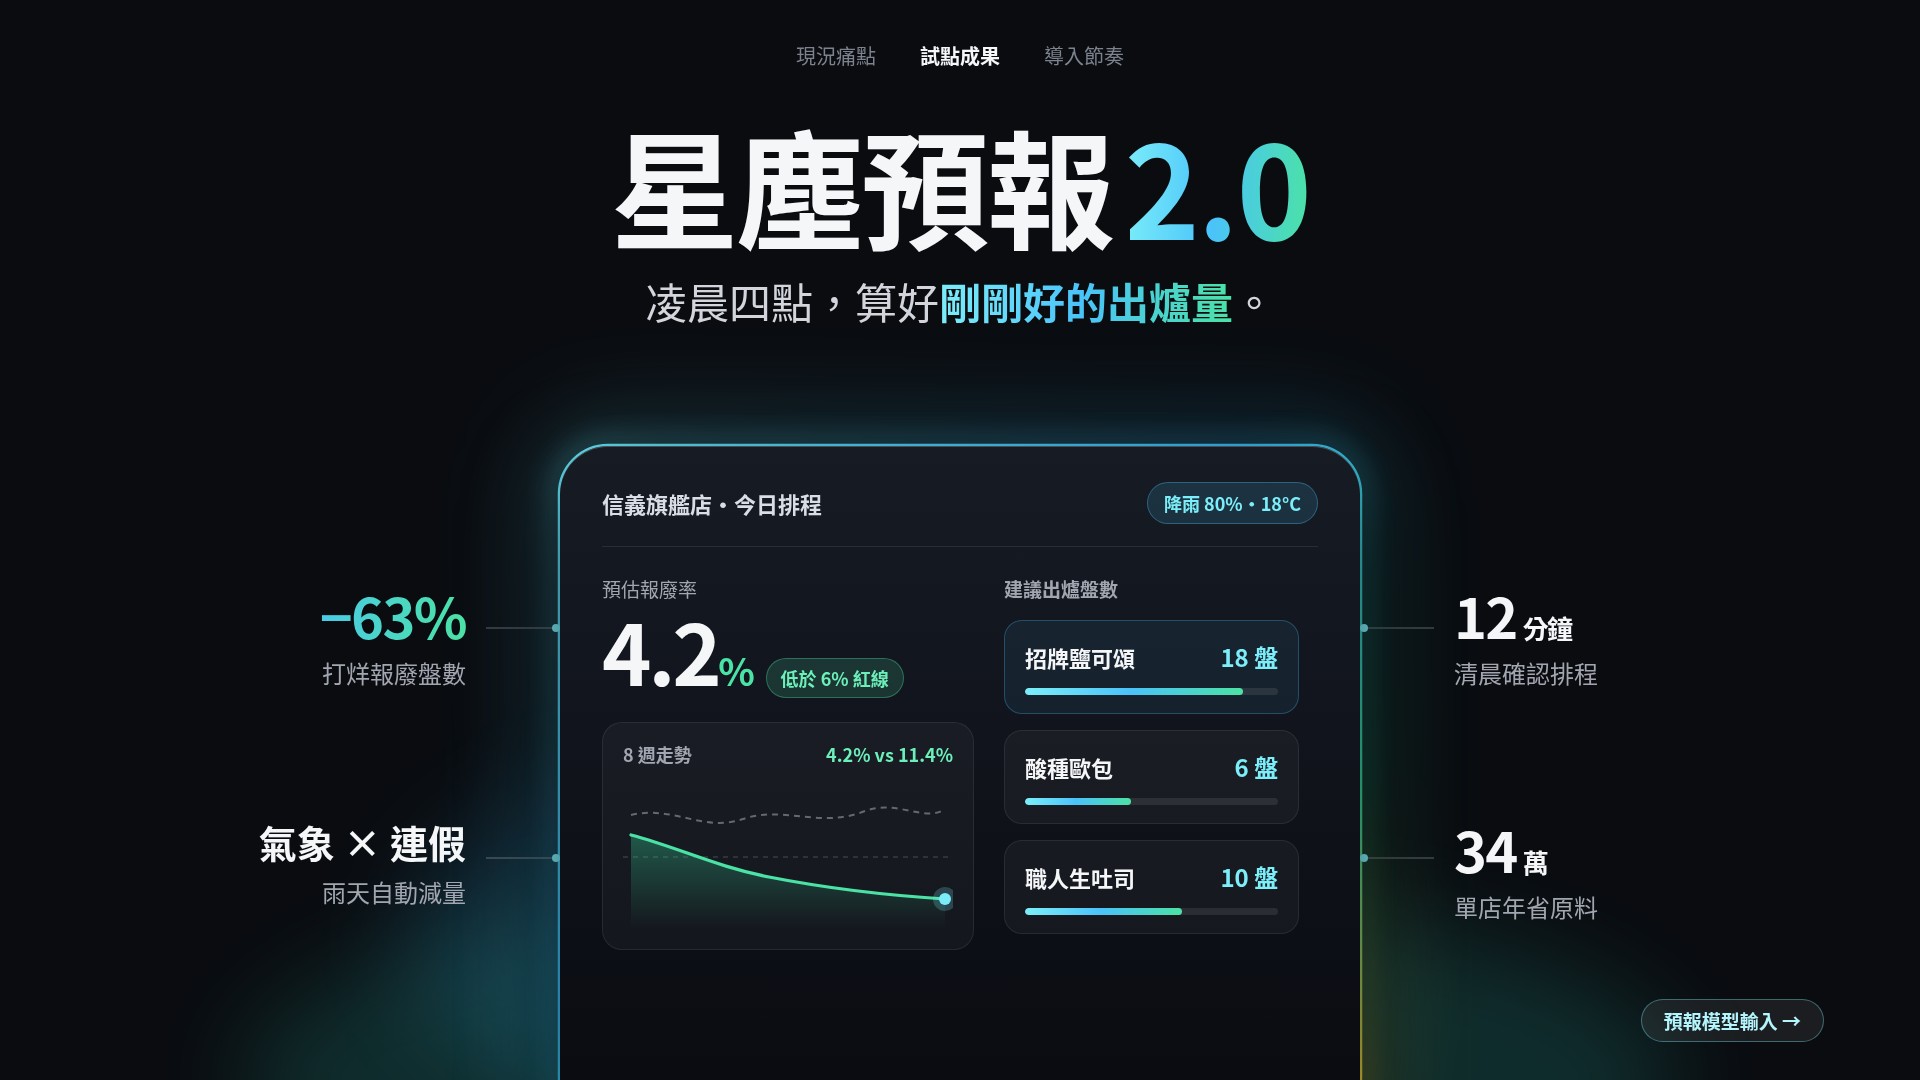 現況痛點
試點成果
導入節奏
星塵預報 2.0
凌晨四點，算好剛剛好的出爐量。
信義旗艦店・今日排程
降雨 80%・18°C
預估報廢率
4.2%
低於 6% 紅線
8 週走勢
4.2% vs 11.4%
建議出爐盤數
招牌鹽可頌
18 盤
酸種歐包
6 盤
職人生吐司
10 盤
−63%
打烊報廢盤數
氣象 × 連假
雨天自動減量
12 分鐘
清晨確認排程
34 萬
單店年省原料
預報模型輸入 →